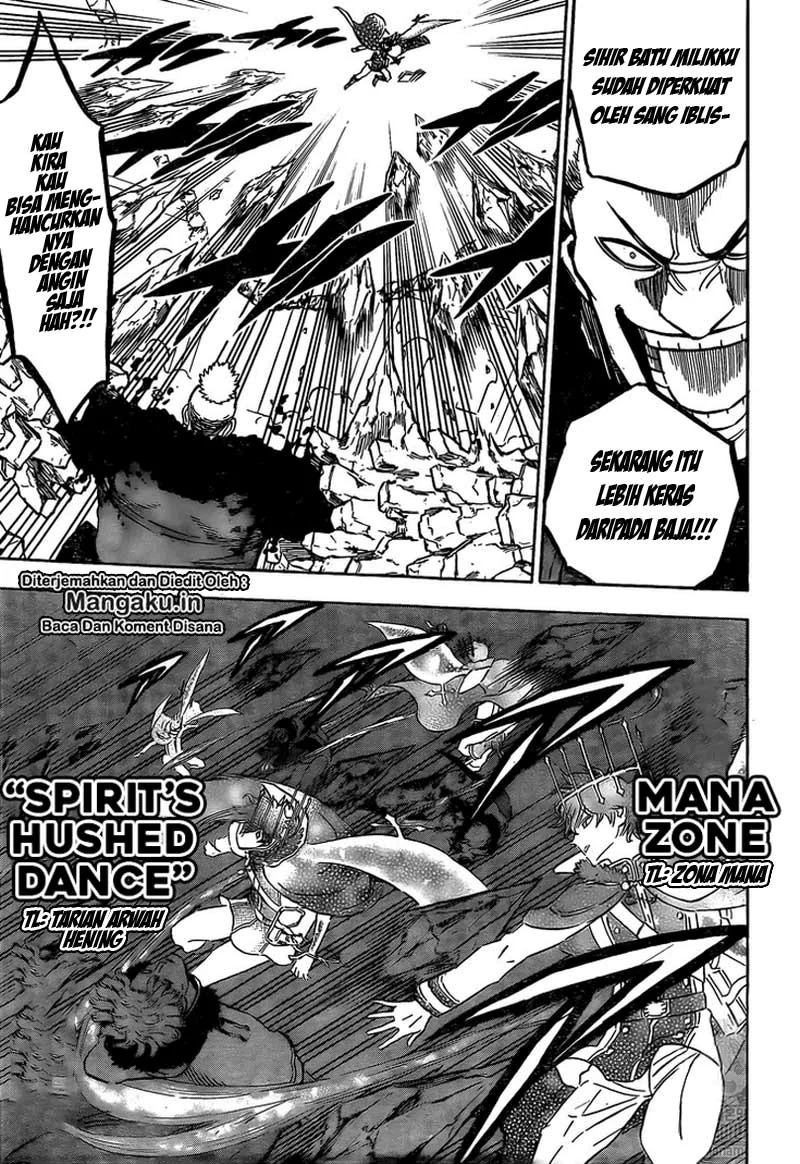 SIHIR BATU MILIKKU
SUDAH DIPERKUAT
OLEH SANG IBLIS-
SEKARANG ITU
LEBIH KERAS
DARIPADA BAJA!!!
KAU
KIRA
KAU
BISA MENG-
HANCURKAN
NYA
DENGAN
ANGIN
SAJA
HAH?!!
Diterjemahkan dan Diedit Oleh :
Mangaku.in
Baca Dan Koment Disana
MANA
ZONE
TL: ZONA MANA
“SPIRIT'S
HUSHED
DANCE”
TL: TARIAN ARWAH
HENING